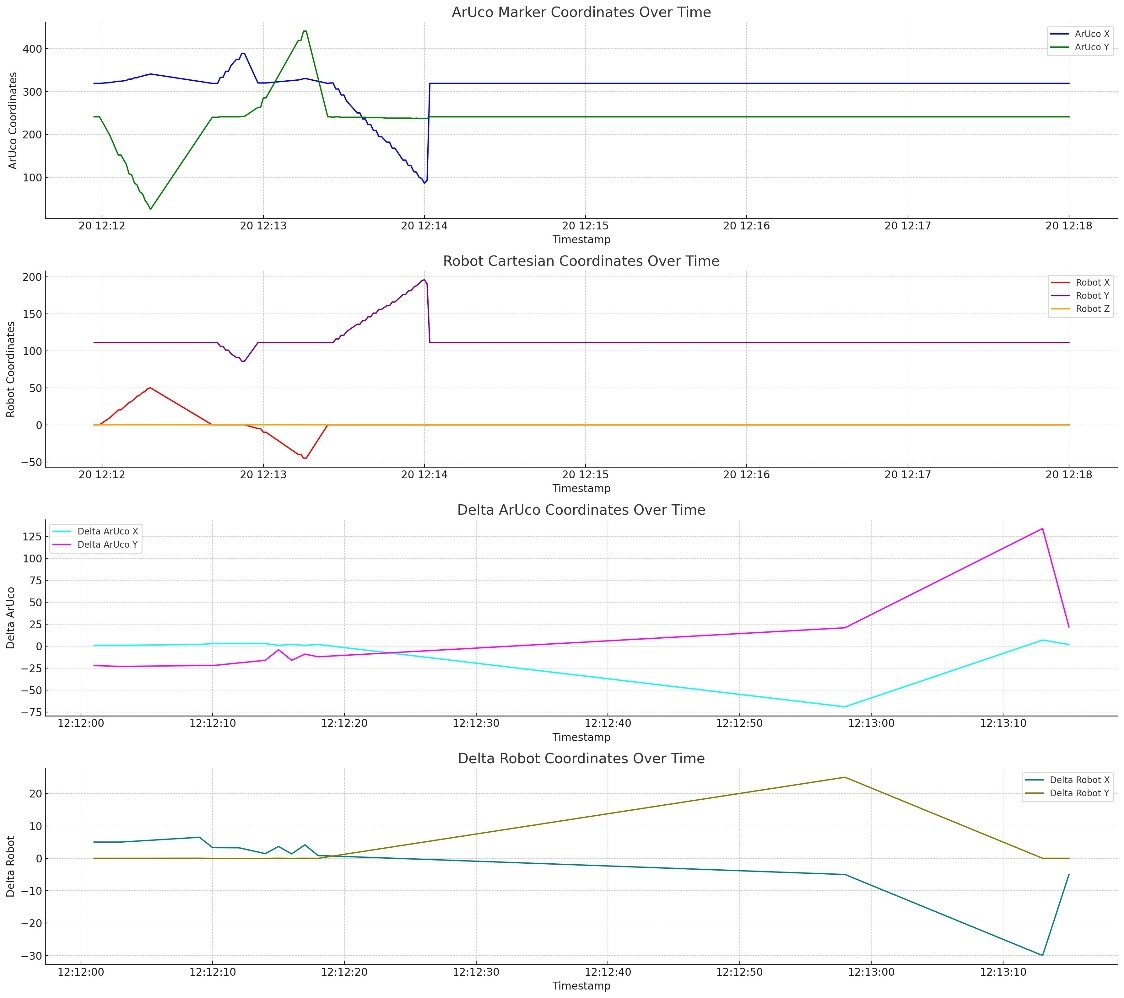 ArUco Marker Coordinates Over Time
ArUco X
ArUco Y
ArUco Coordinates
400
300
200
100
20 12:12
20 12:13
20 12:14
20 12:15
20 12:16
20 12:17
20 12:18
Timestamp
Robot Cartesian Coordinates Over Time
Robot X
Robot Y
Robot Z
Robot Coordinates
200
150
100
50
0
−50
20 12:12
20 12:13
20 12:14
20 12:15
20 12:16
20 12:17
20 12:18
Timestamp
Delta ArUco Coordinates Over Time
Delta ArUco X
Delta ArUco Y
Delta ArUco
125
100
75
50
25
0
−25
−50
−75
12:12:00
12:12:10
12:12:20
12:12:30
12:12:40
12:12:50
12:13:00
12:13:10
Timestamp
Delta Robot Coordinates Over Time
Delta Robot X
Delta Robot Y
Delta Robot
20
10
0
−10
−20
−30
12:12:00
12:12:10
12:12:20
12:12:30
12:12:40
12:12:50
12:13:00
12:13:10
Timestamp